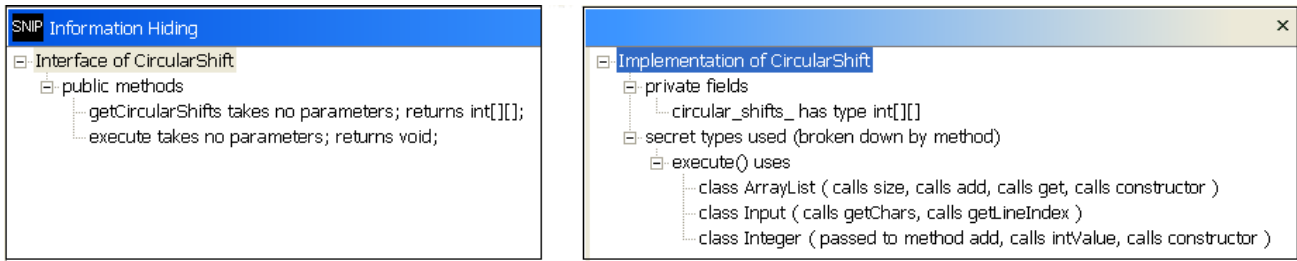 SNIP Information Hiding
Interface of CircularShift
public methods
getCircularShifts takes no parameters; returns int[][];
execute takes no parameters; returns void;
Implementation of CircularShift
private fields
circular_shifts_ has type int[][]
secret types used (broken down by method)
execute() uses
class ArrayList ( calls size, calls add, calls get, calls constructor )
class Input ( calls getChars, calls getLineIndex )
class Integer ( passed to method add, calls intValue, calls constructor )